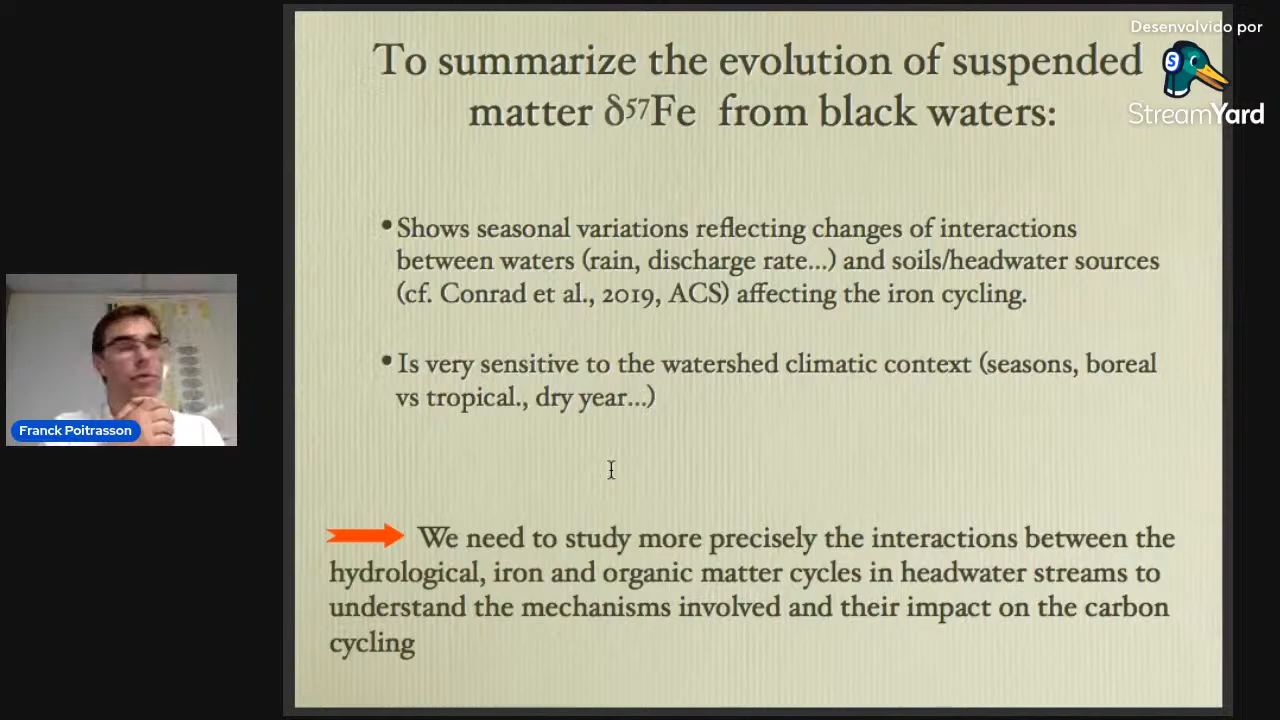 To summarize the evolution of suspended
matter δ⁵⁷Fe from black waters:
•Shows seasonal variations reflecting changes of interactions
between waters (rain, discharge rate...) and soils/headwater sources
(cf. Conrad et al., 2019, ACS) affecting the iron cycling.
•Is very sensitive to the watershed climatic context (seasons, boreal
vs tropical., dry year...)
We need to study more precisely the interactions between the
hydrological, iron and organic matter cycles in headwater streams to
understand the mechanisms involved and their impact on the carbon
cycling
Franck Poitrasson
Desenvolvido por
S
StreamYard